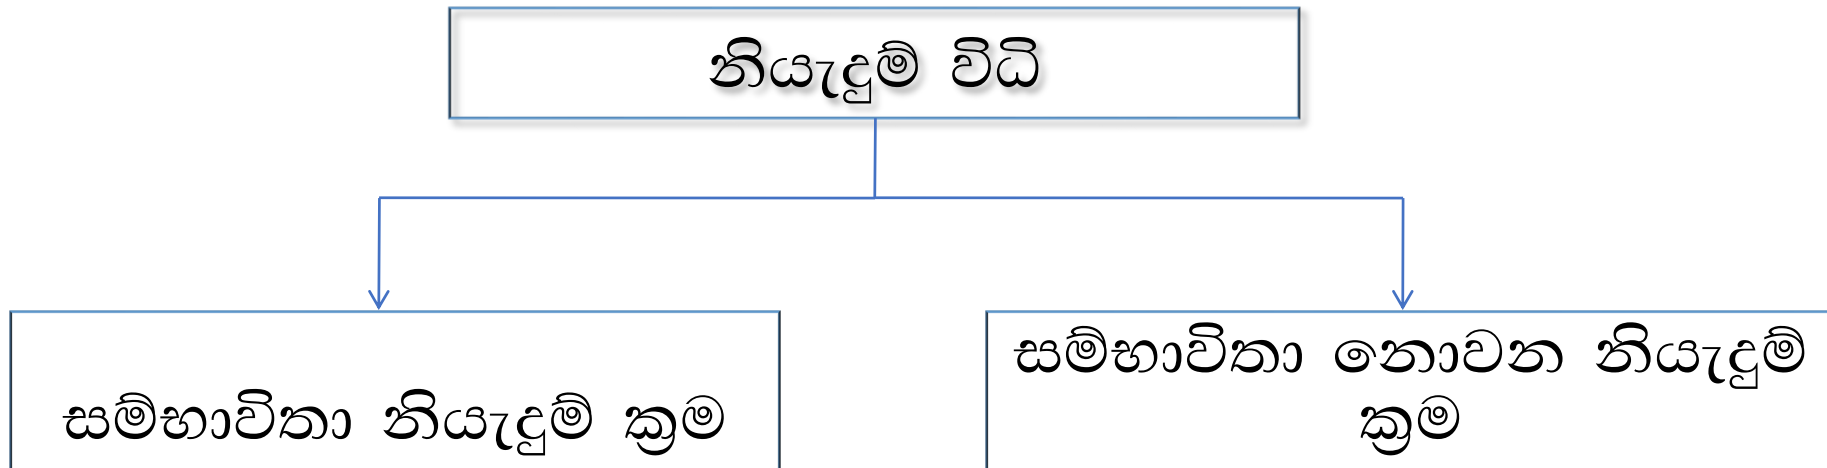 නියැදුම් විධි
සම්භාවිතා නියැදුම් ක්‍රම
සම්භාවිතා නොවන නියැදුම්
ක්‍රම